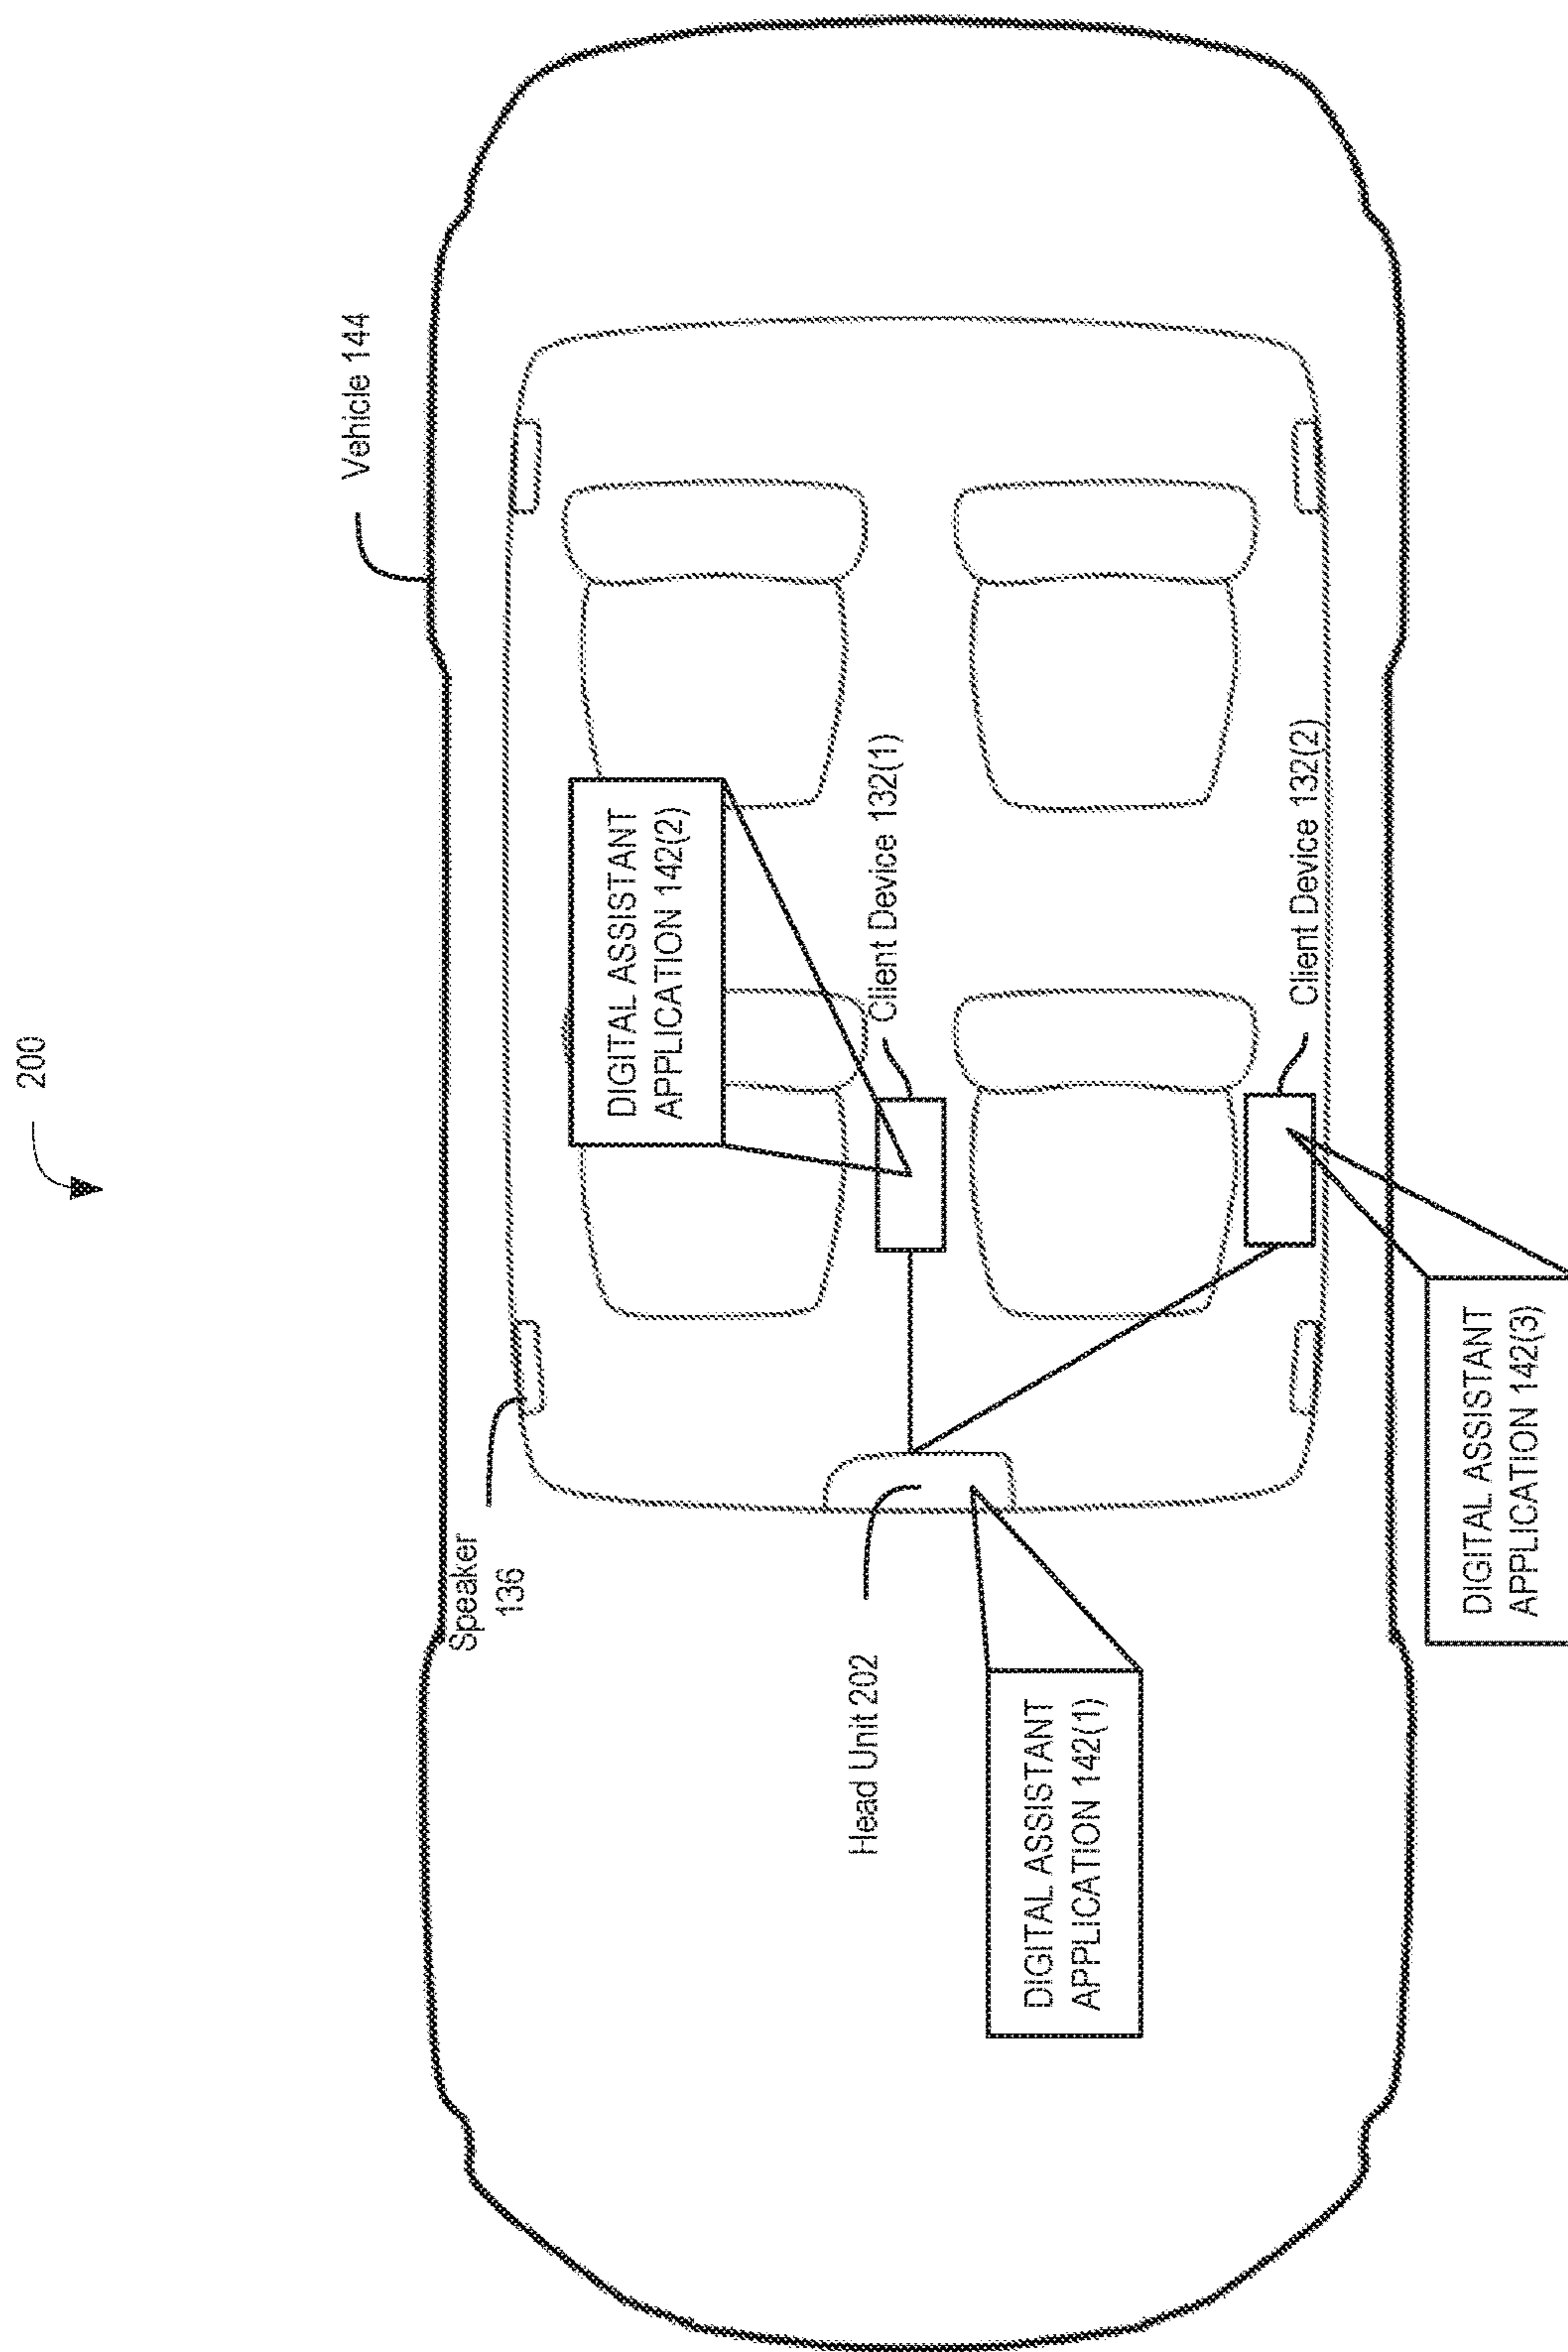 200
Vehicle 144
Speaker
136
DIGITAL ASSISTANT
APPLICATION 142(2)
Client Device 132(1)
Head Unit 202
DIGITAL ASSISTANT
APPLICATION 142(1)
Client Device 132(2)
DIGITAL ASSISTANT
APPLICATION 142(3)